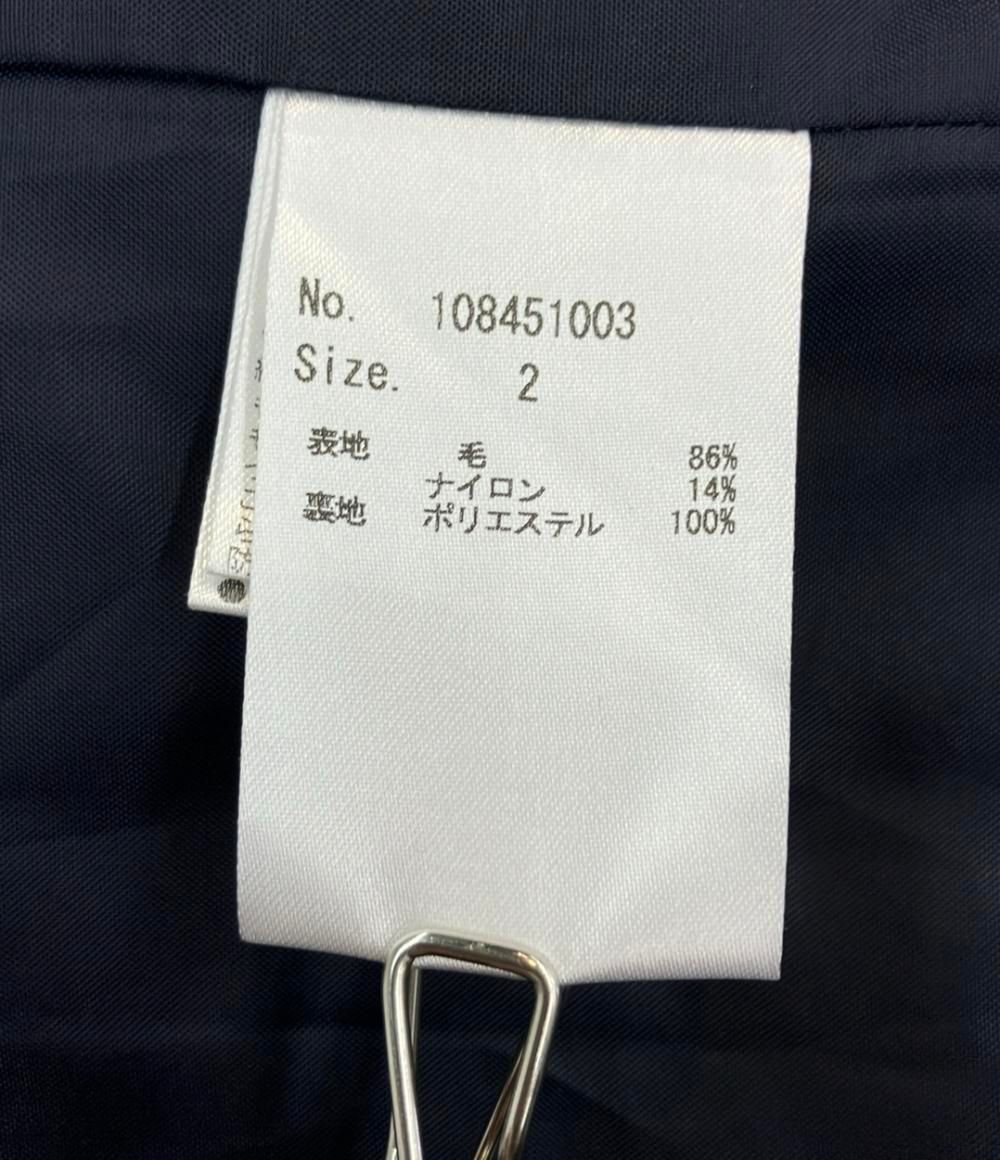 No. 108451003
Size. 2
表地 毛 86%
ナイロン 14%
裏地 ポリエステル 100%